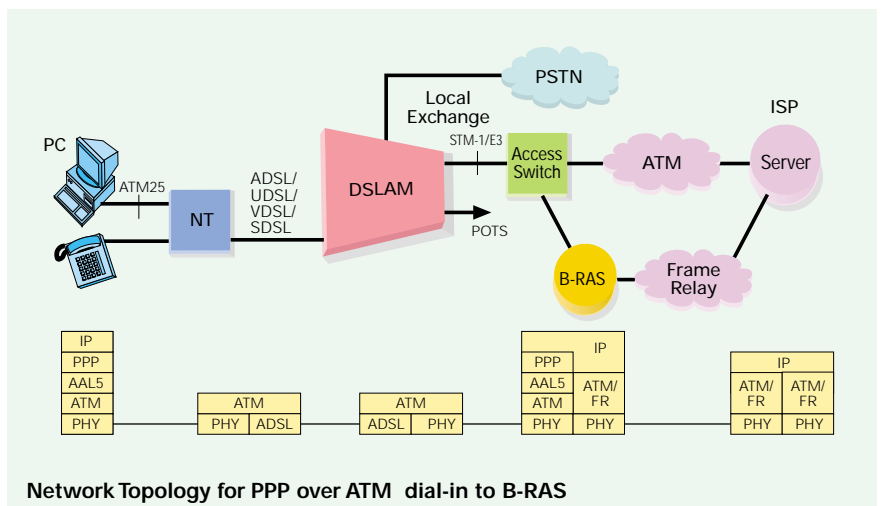 PSTN
Local
Exchange
ISP
PC
STM-1/E3
Access
Switch
ATM
Server
ATM25
ADSL/
UDSL/
VDSL/
SDSL
DSLAM
NT
POTS
B-RAS
Frame
Relay
IP
PPP
AAL5
ATM
PHY
ATM
PHY
ADSL
ATM
ADSL
PHY
IP
PPP
AAL5
ATM
PHY
ATM/
FR
PHY
IP
ATM/
FR
PHY
ATM/
FR
PHY
Network Topology for PPP over ATM dial-in to B-RAS